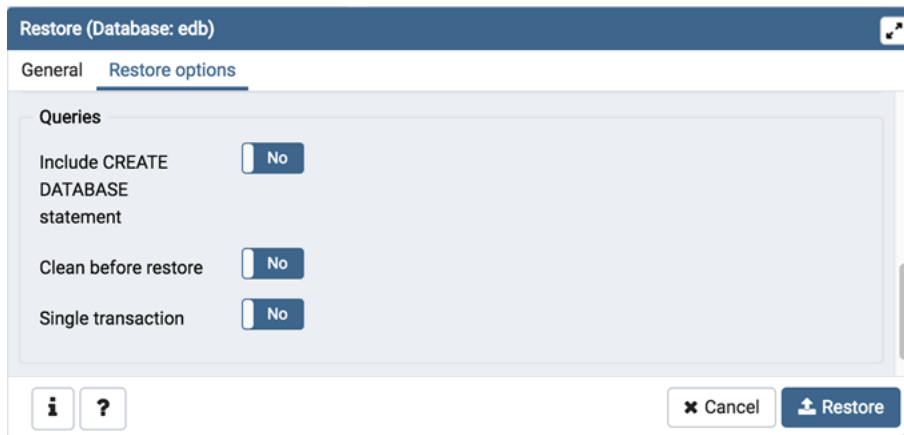 Restore (Database: edb)
General Restore options
Queries
Include CREATE No
DATABASE
statement
Clean before restore No
Single transaction No
i ? Cancel Restore